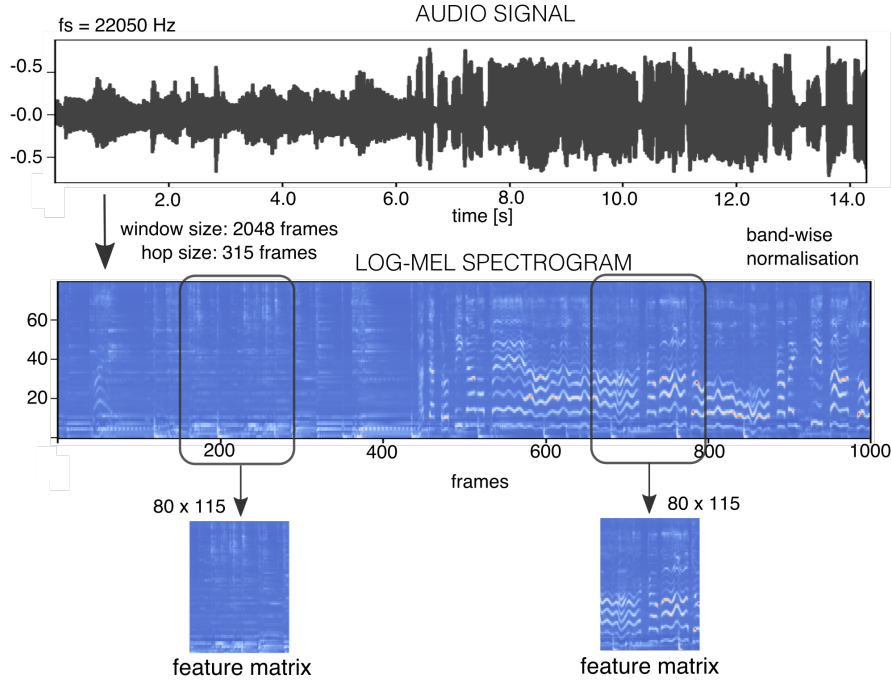 AUDIO SIGNAL
fs = 22050 Hz
-0.5
-0.0
-0.5
2.0 4.0 6.0 8.0 10.0 12.0 14.0
time [s]
window size: 2048 frames
hop size: 315 frames
band-wise
normalisation
LOG-MEL SPECTROGRAM
60
40
20
200 400 600 800 1000
frames
80 x 115 80 x 115
feature matrix feature matrix